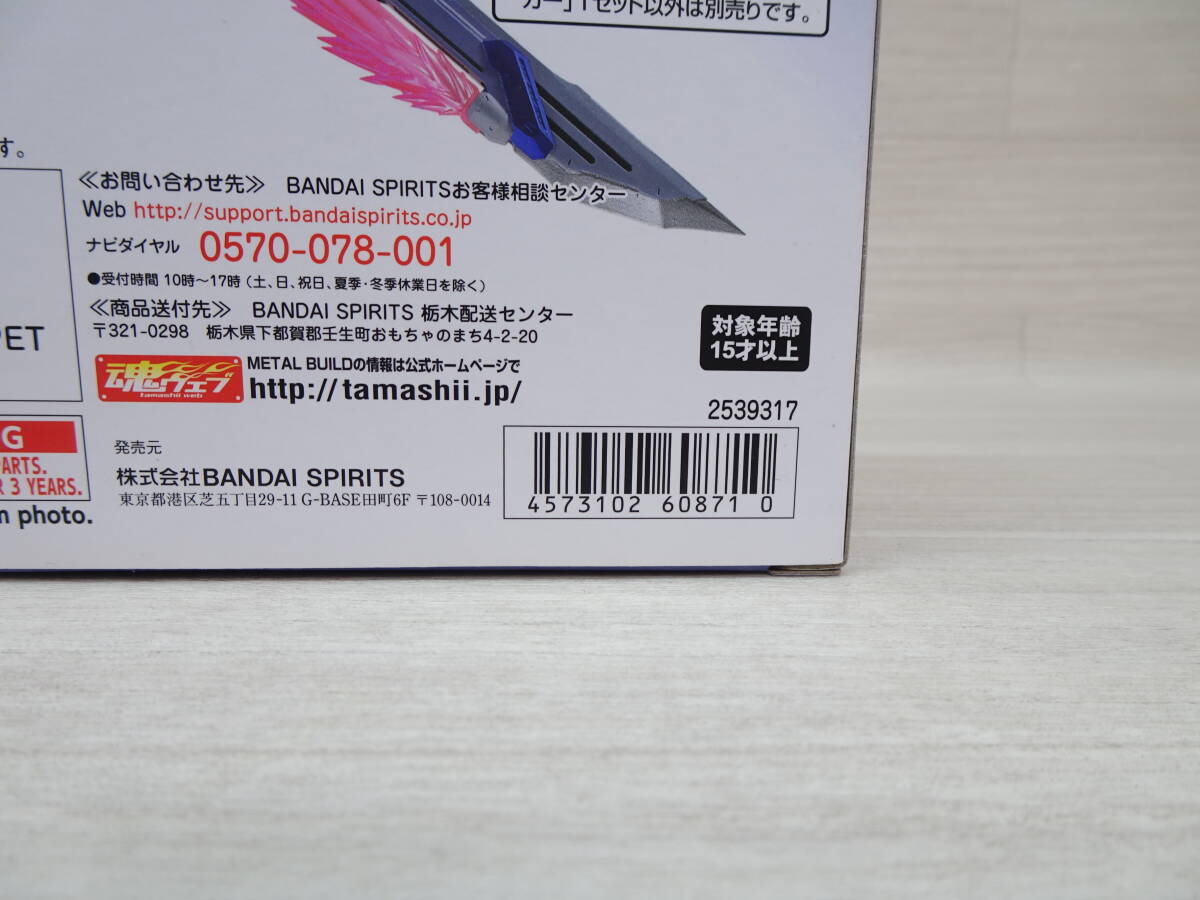 カー」1セット以外は別売りです。
す。
≪お問い合わせ先≫ BANDAI SPIRITSお客様相談センター
Web http://support.bandaispirits.co.jp
ナビダイヤル 0570-078-001
●受付時間 10時～17時（土、日、祝日、夏季・冬季休業日を除く）
≪商品送付先≫ BANDAI SPIRITS 栃木配送センター
〒321-0298 栃木県下都賀郡壬生町おもちゃのまち4-2-20
PET
魂ウェブ
tamashii web
METAL BUILDの情報は公式ホームページで
http://tamashii.jp/
対象年齢
15才以上
2539317
G
PARTS.
R 3 YEARS.
n photo.
発売元
株式会社BANDAI SPIRITS
東京都港区芝五丁目29-11 G-BASE田町6F 〒108-0014
4573102 608710